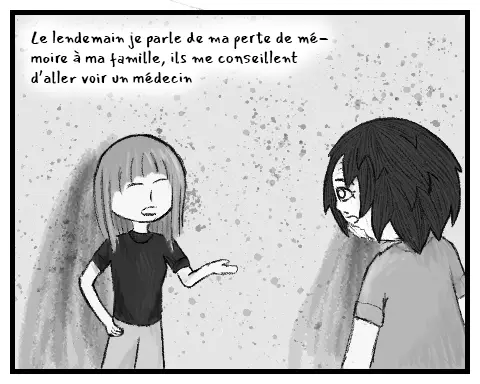 Le lendemain je parle de ma perte de mé-
moire à ma famille, ils me conseillent
d'aller voir un médecin